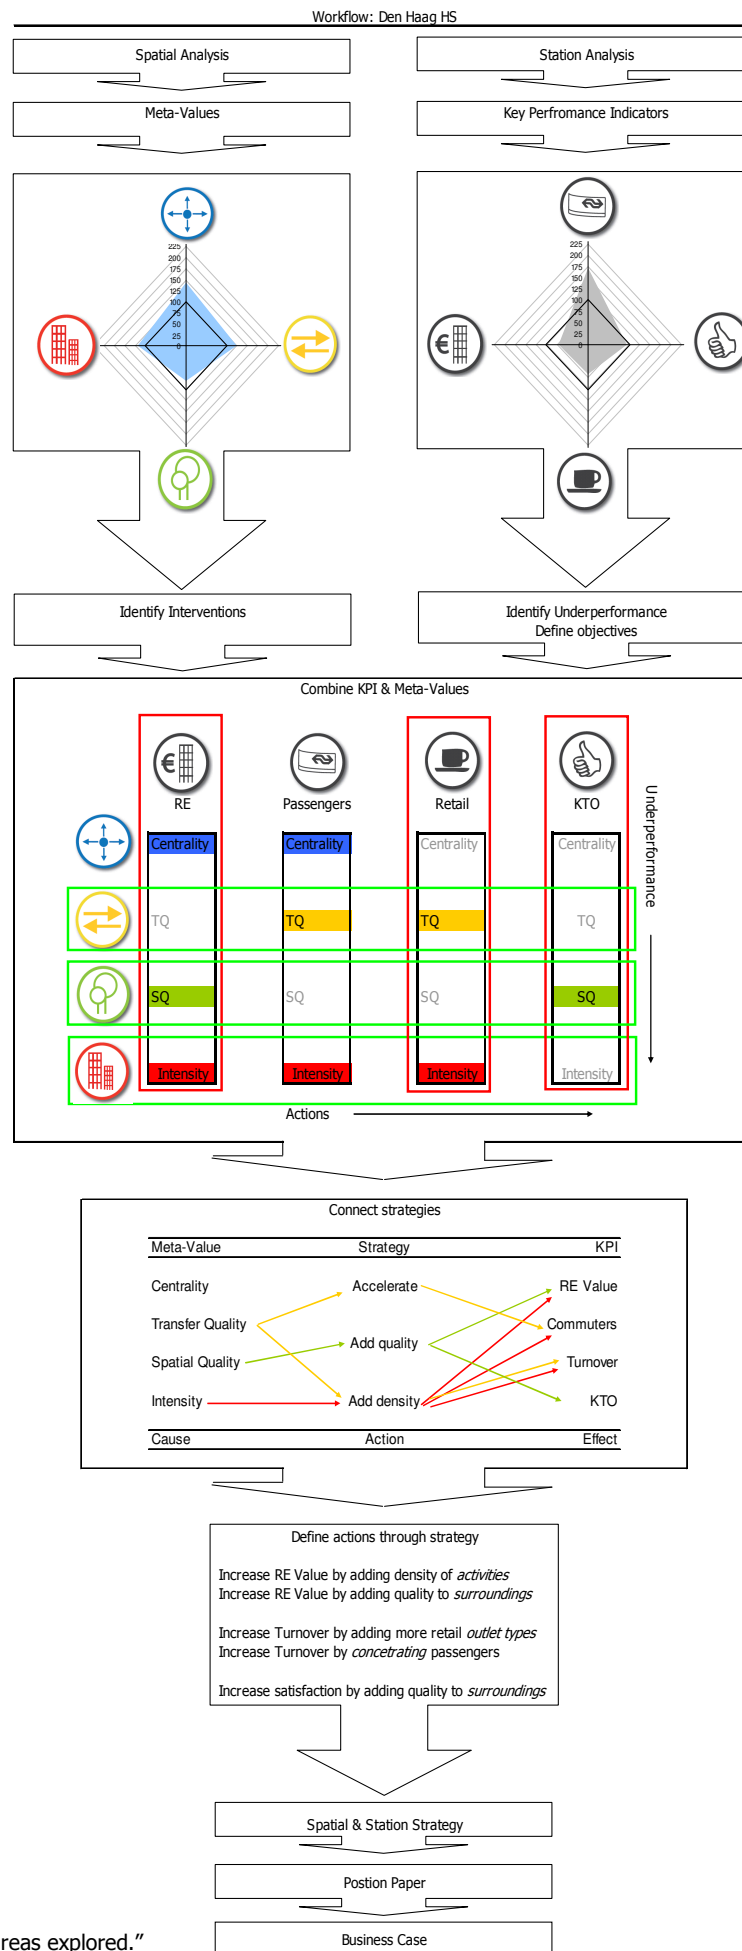 Workflow: Den Haag HS
Spatial Analysis
Station Analysis
Meta-Values
Key Perfromance Indicators
225
200
175
150
125
100
75
50
25
0
225
200
175
150
125
100
75
50
25
0
€
Identify Interventions
Identify Underperformance
Define objectives
Combine KPI & Meta-Values
€
RE
Passengers
Retail
KTO
Underperformance
Centrality
Centrality
Centrality
Centrality
TQ
TQ
TQ
TQ
SQ
SQ
SQ
SQ
Intensity
Intensity
Intensity
Intensity
Actions
Connect strategies
Meta-Value Strategy KPI
Centrality Accelerate RE Value
Transfer Quality Commuters
Add quality
Spatial Quality Turnover
Intensity Add density KTO
Cause Action Effect
Define actions through strategy
Increase RE Value by adding density of activities
Increase RE Value by adding quality to surroundings
Increase Turnover by adding more retail outlet types
Increase Turnover by concetrating passengers
Increase satisfaction by adding quality to surroundings
Spatial & Station Strategy
Postion Paper
Business Case
reas explored.”